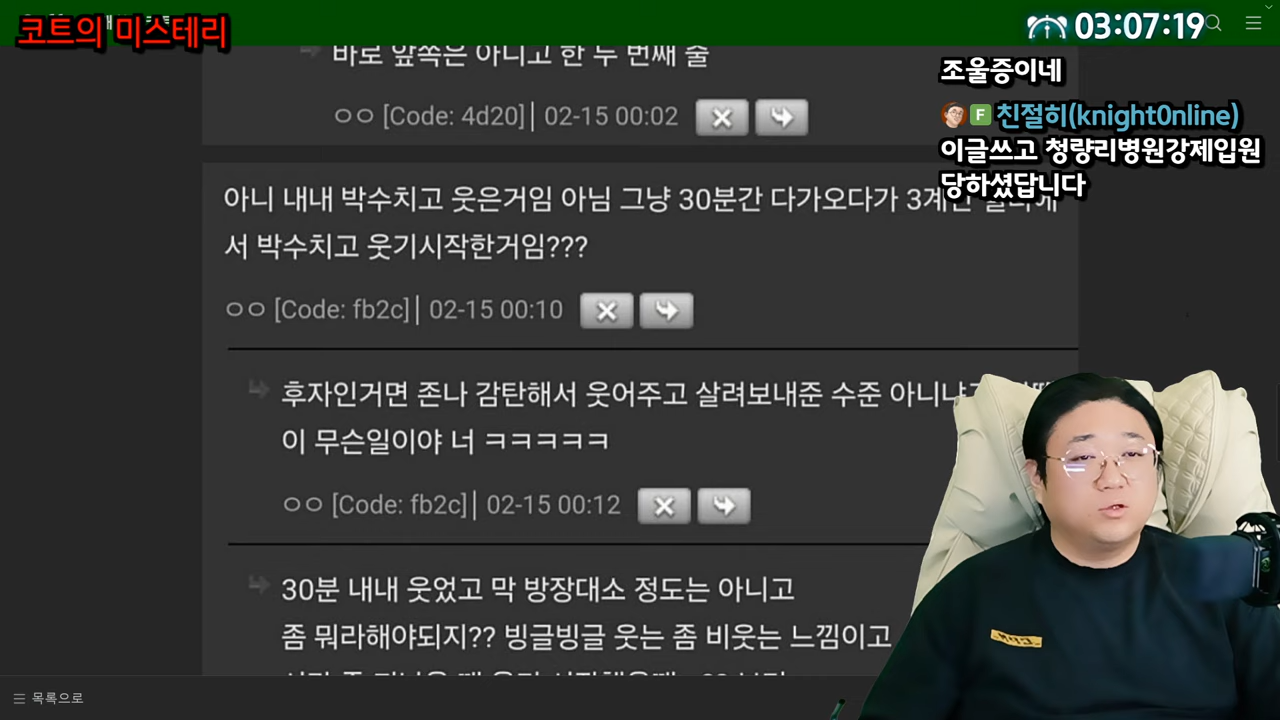 코트의 미스테리
03:07:19
조울증이네
F 친절히(knight0nline)
이글쓰고 청량리병원강제입원
당하셨답니다
바로 앞쪽은 아니고 한 두 번째 줄
ㅇㅇ [Code: 4d20] | 02-15 00:02
아니 내내 박수치고 웃은거임 아님 그냥 30분간 다가오다가
서 박수치고 웃기시작한거임???
ㅇㅇ [Code: fb2c] | 02-15 00:10
후자인거면 존나 감탄해서 웃어주고 살려보내준 수준 아니냐고
이 무슨일이야 너 ㅋㅋㅋㅋㅋ
ㅇㅇ [Code: fb2c] | 02-15 00:12
30분 내내 웃었고 막 방장대소 정도는 아니고
좀 뭐라해야되지?? 빙글빙글 웃는 좀 비웃는 느낌이고
목록으로